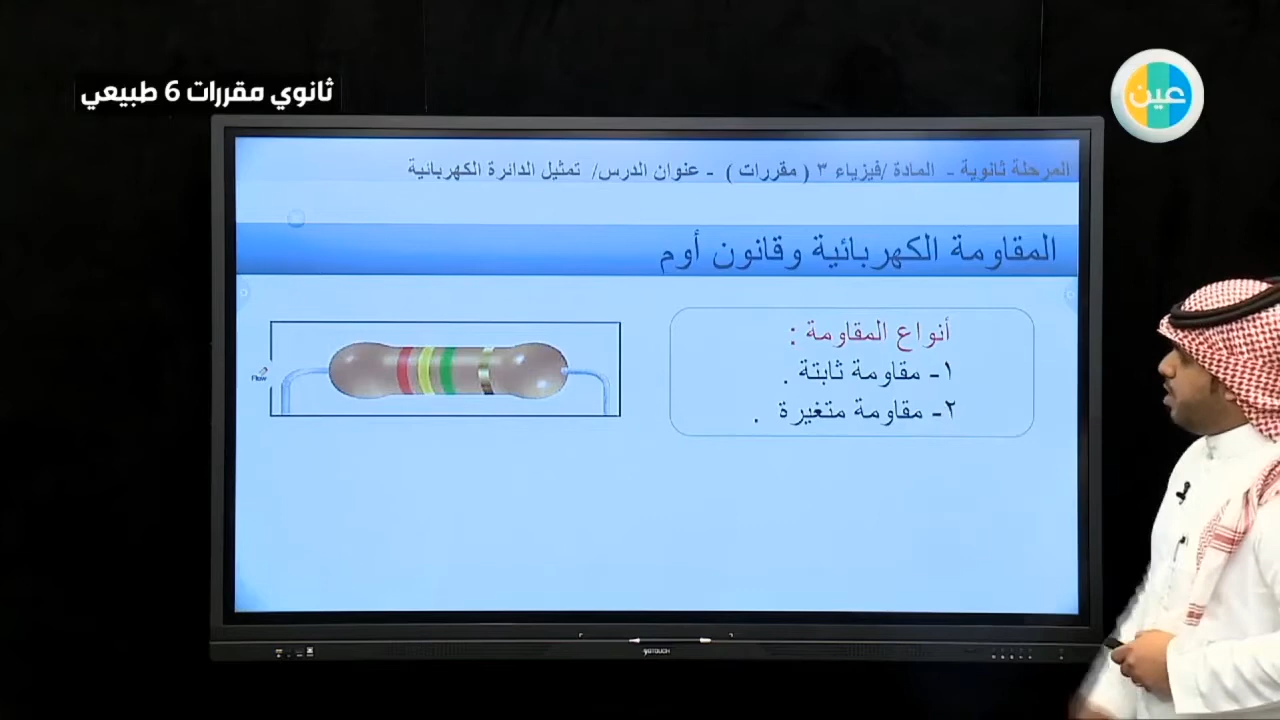 ثانوي مقررات 6 طبيعي
عين
المرحلة ثانوية - المادة /فيزياء ٣ ( مقررات ) - عنوان الدرس/ تمثيل الدائرة الكهربائية
المقاومة الكهربائية وقانون أوم
أنواع المقاومة :
١- مقاومة ثابتة .
٢- مقاومة متغيرة .
Flow